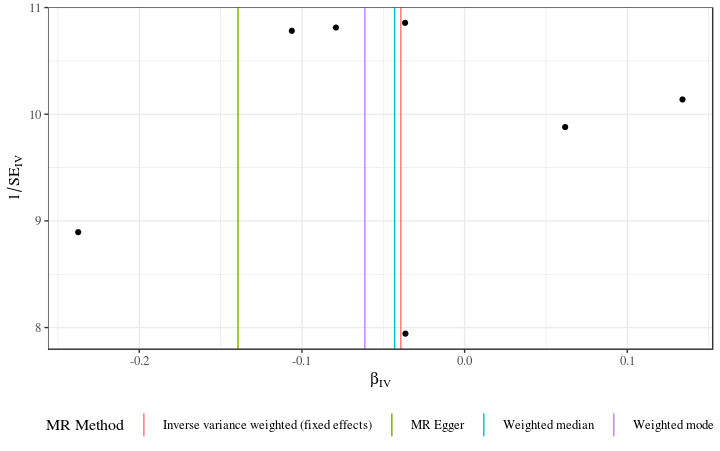 11
10
9
8
1/SE_IV
-0.2 -0.1 0.0 0.1
β_IV
MR Method Inverse variance weighted (fixed effects) MR Egger Weighted median Weighted mode